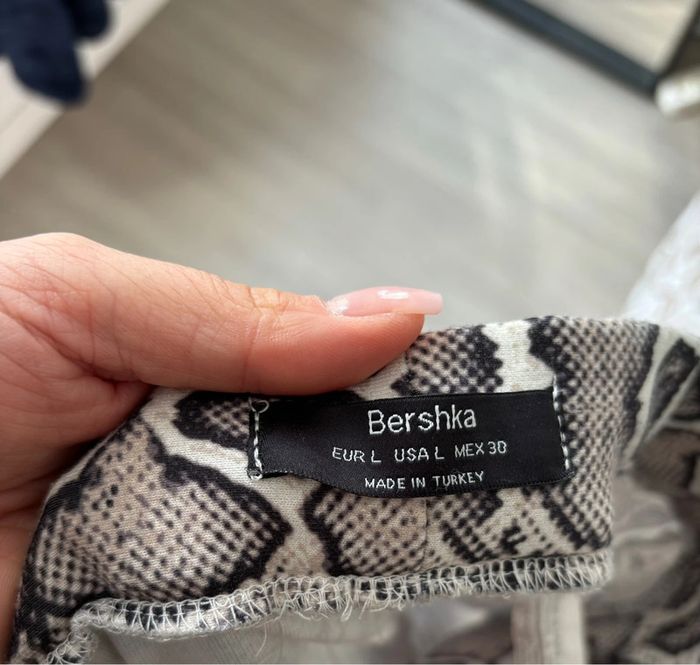 Bershka
EUR L USA L MEX 30
MADE IN TURKEY